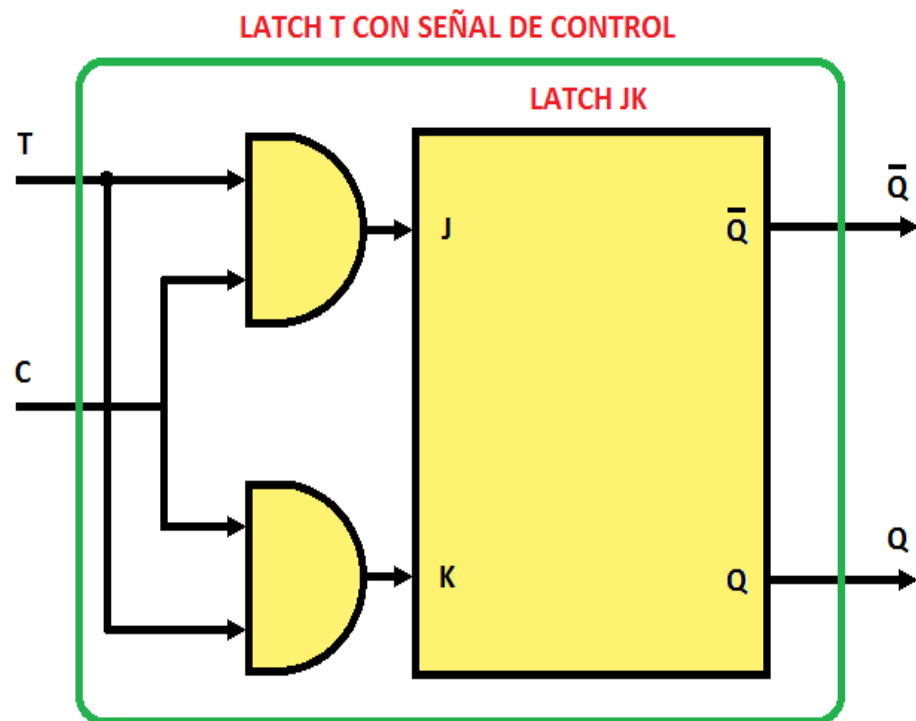 LATCH T CON SEÑAL DE CONTROL
LATCH JK
T
Q̅
J
Q̅
C
Q
K
Q